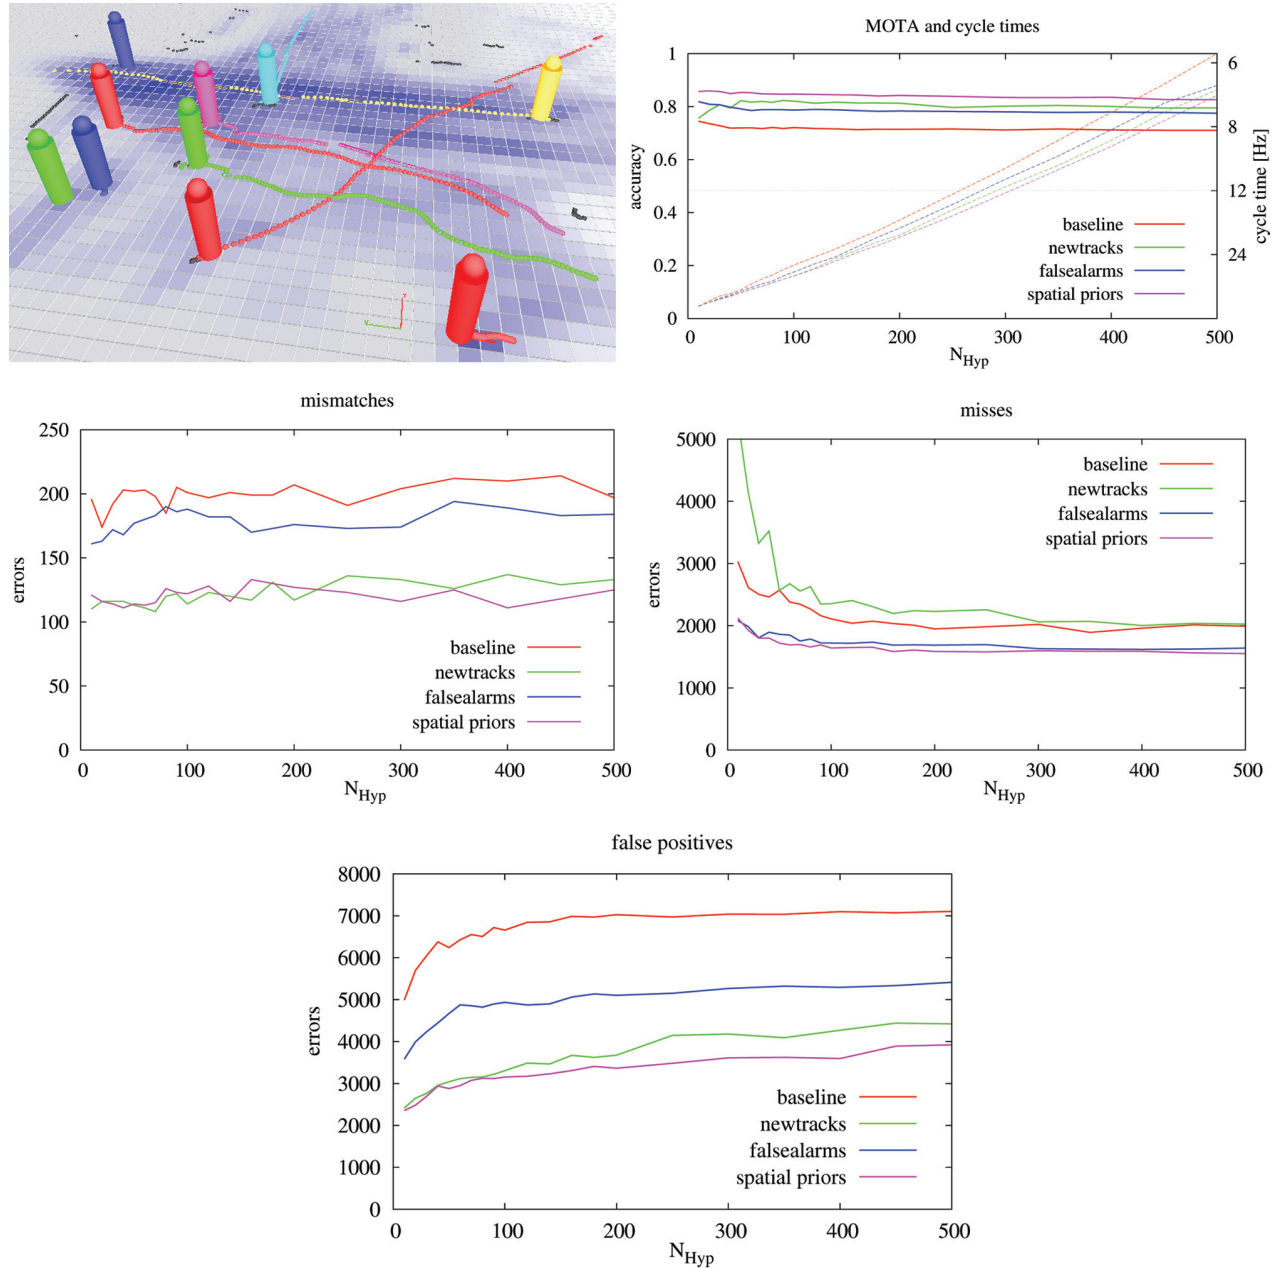 MOTA and cycle times
1
0.8
0.6
0.4
0.2
0
accuracy
6
8
12
24
cycle time [Hz]
baseline
newtracks
falsealarms
spatial priors
0 100 200 300 400 500
N_Hyp
mismatches
250
200
150
100
50
0
errors
baseline
newtracks
falsealarms
spatial priors
0 100 200 300 400 500
N_Hyp
misses
5000
4000
3000
2000
1000
0
errors
baseline
newtracks
falsealarms
spatial priors
0 100 200 300 400 500
N_Hyp
false positives
8000
7000
6000
5000
4000
3000
2000
1000
0
errors
baseline
newtracks
falsealarms
spatial priors
0 100 200 300 400 500
N_Hyp